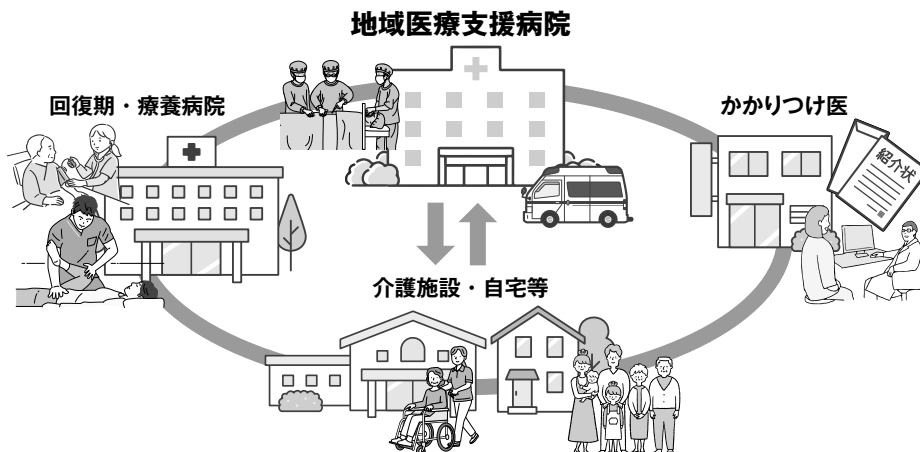 地域医療支援病院
回復期・療養病院
かかりつけ医
紹介状
介護施設・自宅等